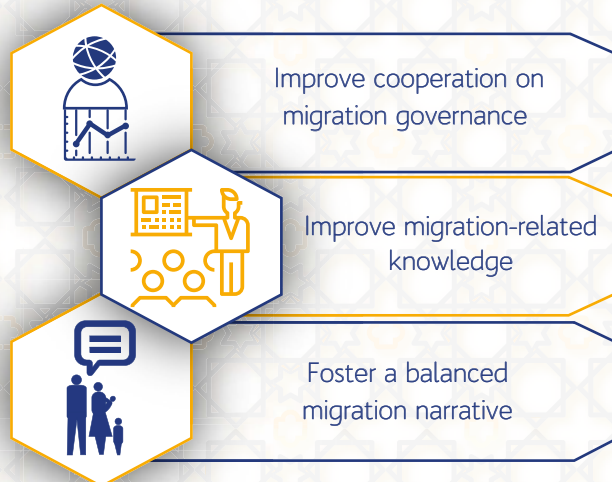 Improve cooperation on
migration governance
Improve migration-related
knowledge
Foster a balanced
migration narrative